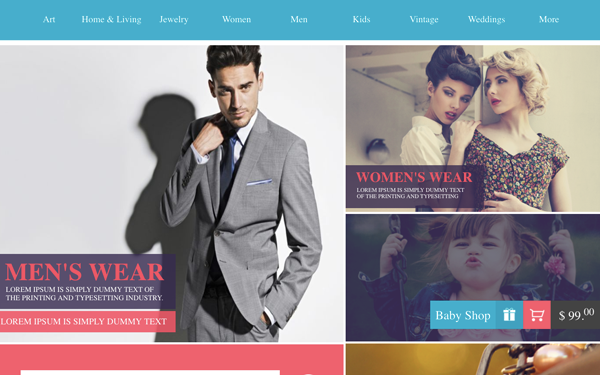 Art Home & Living Jewelry Women Men Kids Vintage Weddings More
WOMEN'S WEAR
LOREM IPSUM IS SIMPLY DUMMY TEXT
OF THE PRINTING AND TYPESETTING
MEN'S WEAR
LOREM IPSUM IS SIMPLY DUMMY TEXT OF
THE PRINTING AND TYPESETTING INDUSTRY.
LOREM IPSUM IS SIMPLY DUMMY TEXT
Baby Shop $ 99.00